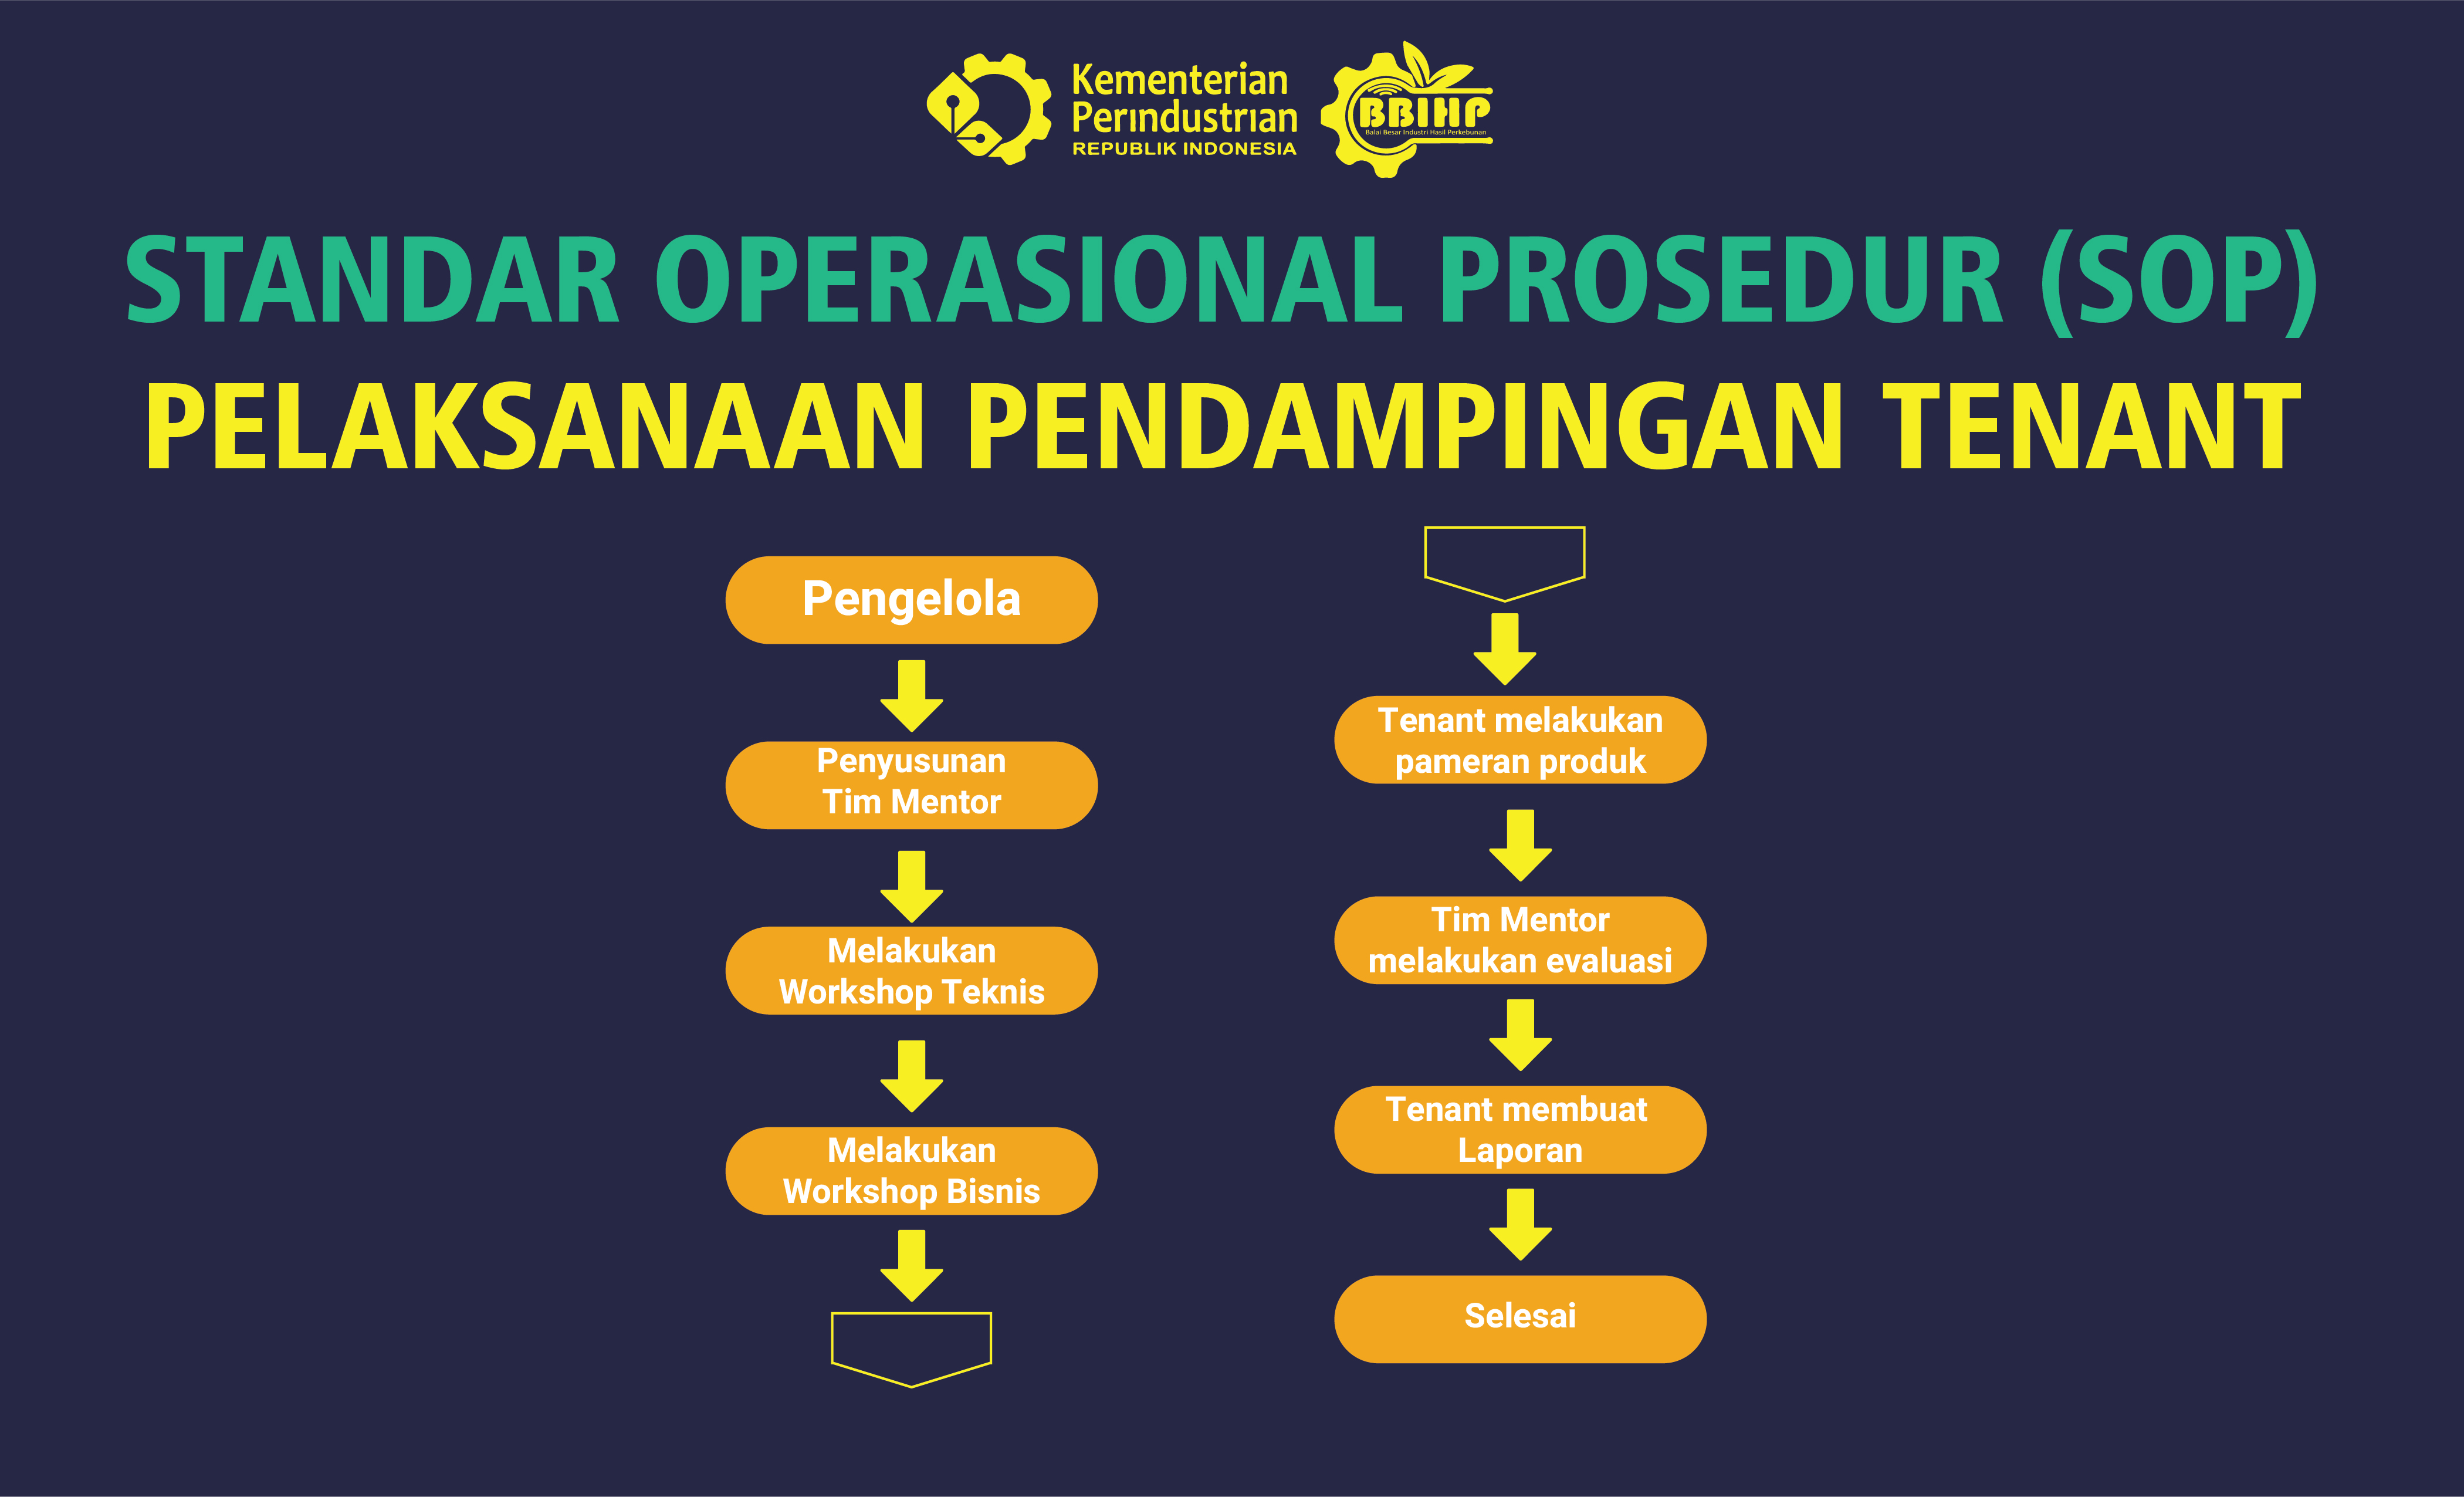 Kementerian
Perindustrian
REPUBLIK INDONESIA
BBIHP
Balai Besar Industri Hasil Perkebunan
STANDAR OPERASIONAL PROSEDUR (SOP)
PELAKSANAAN PENDAMPINGAN TENANT
Pengelola
Penyusunan
Tim Mentor
Melakukan
Workshop Teknis
Melakukan
Workshop Bisnis
Tenant melakukan
pameran produk
Tim Mentor
melakukan evaluasi
Tenant membuat
Laporan
Selesai